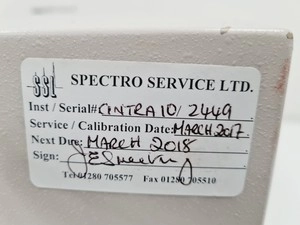 SSL SPECTRO SERVICE LTD.
Inst / Serial# CINTRA 10 / 2449
Service / Calibration Date: MARCH 2017
Next Due: MARCH 2018
Sign:
Tel 01280 705577 Fax 01280 705510